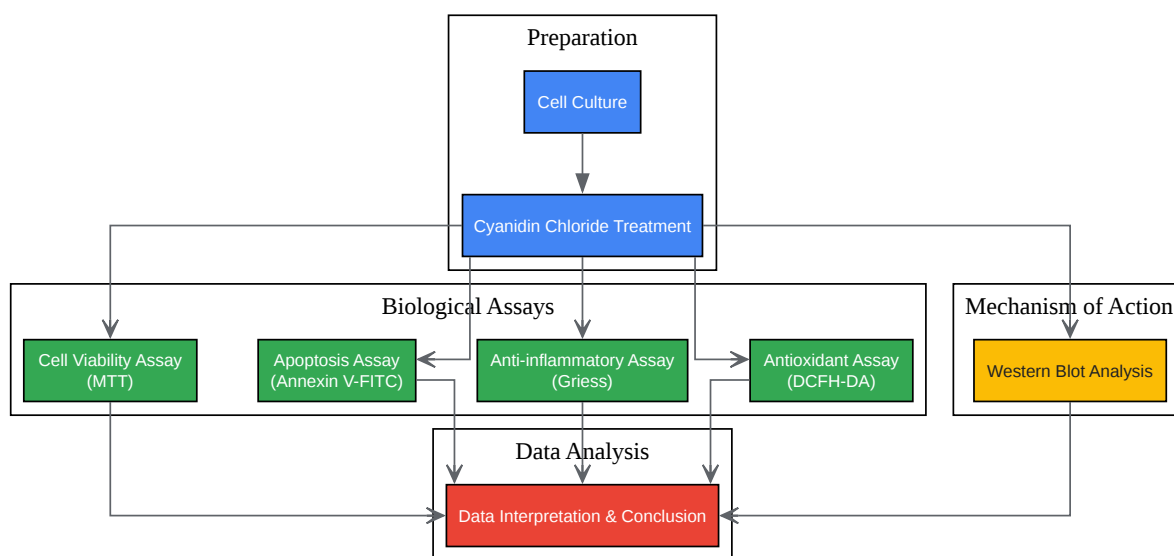 Preparation
Cell Culture
Cyanidin Chloride Treatment
Biological Assays
Mechanism of Action
Cell Viability Assay
(MTT)
Apoptosis Assay
(Annexin V-FITC)
Anti-inflammatory Assay
(Griess)
Antioxidant Assay
(DCFH-DA)
Western Blot Analysis
Data Analysis
Data Interpretation & Conclusion